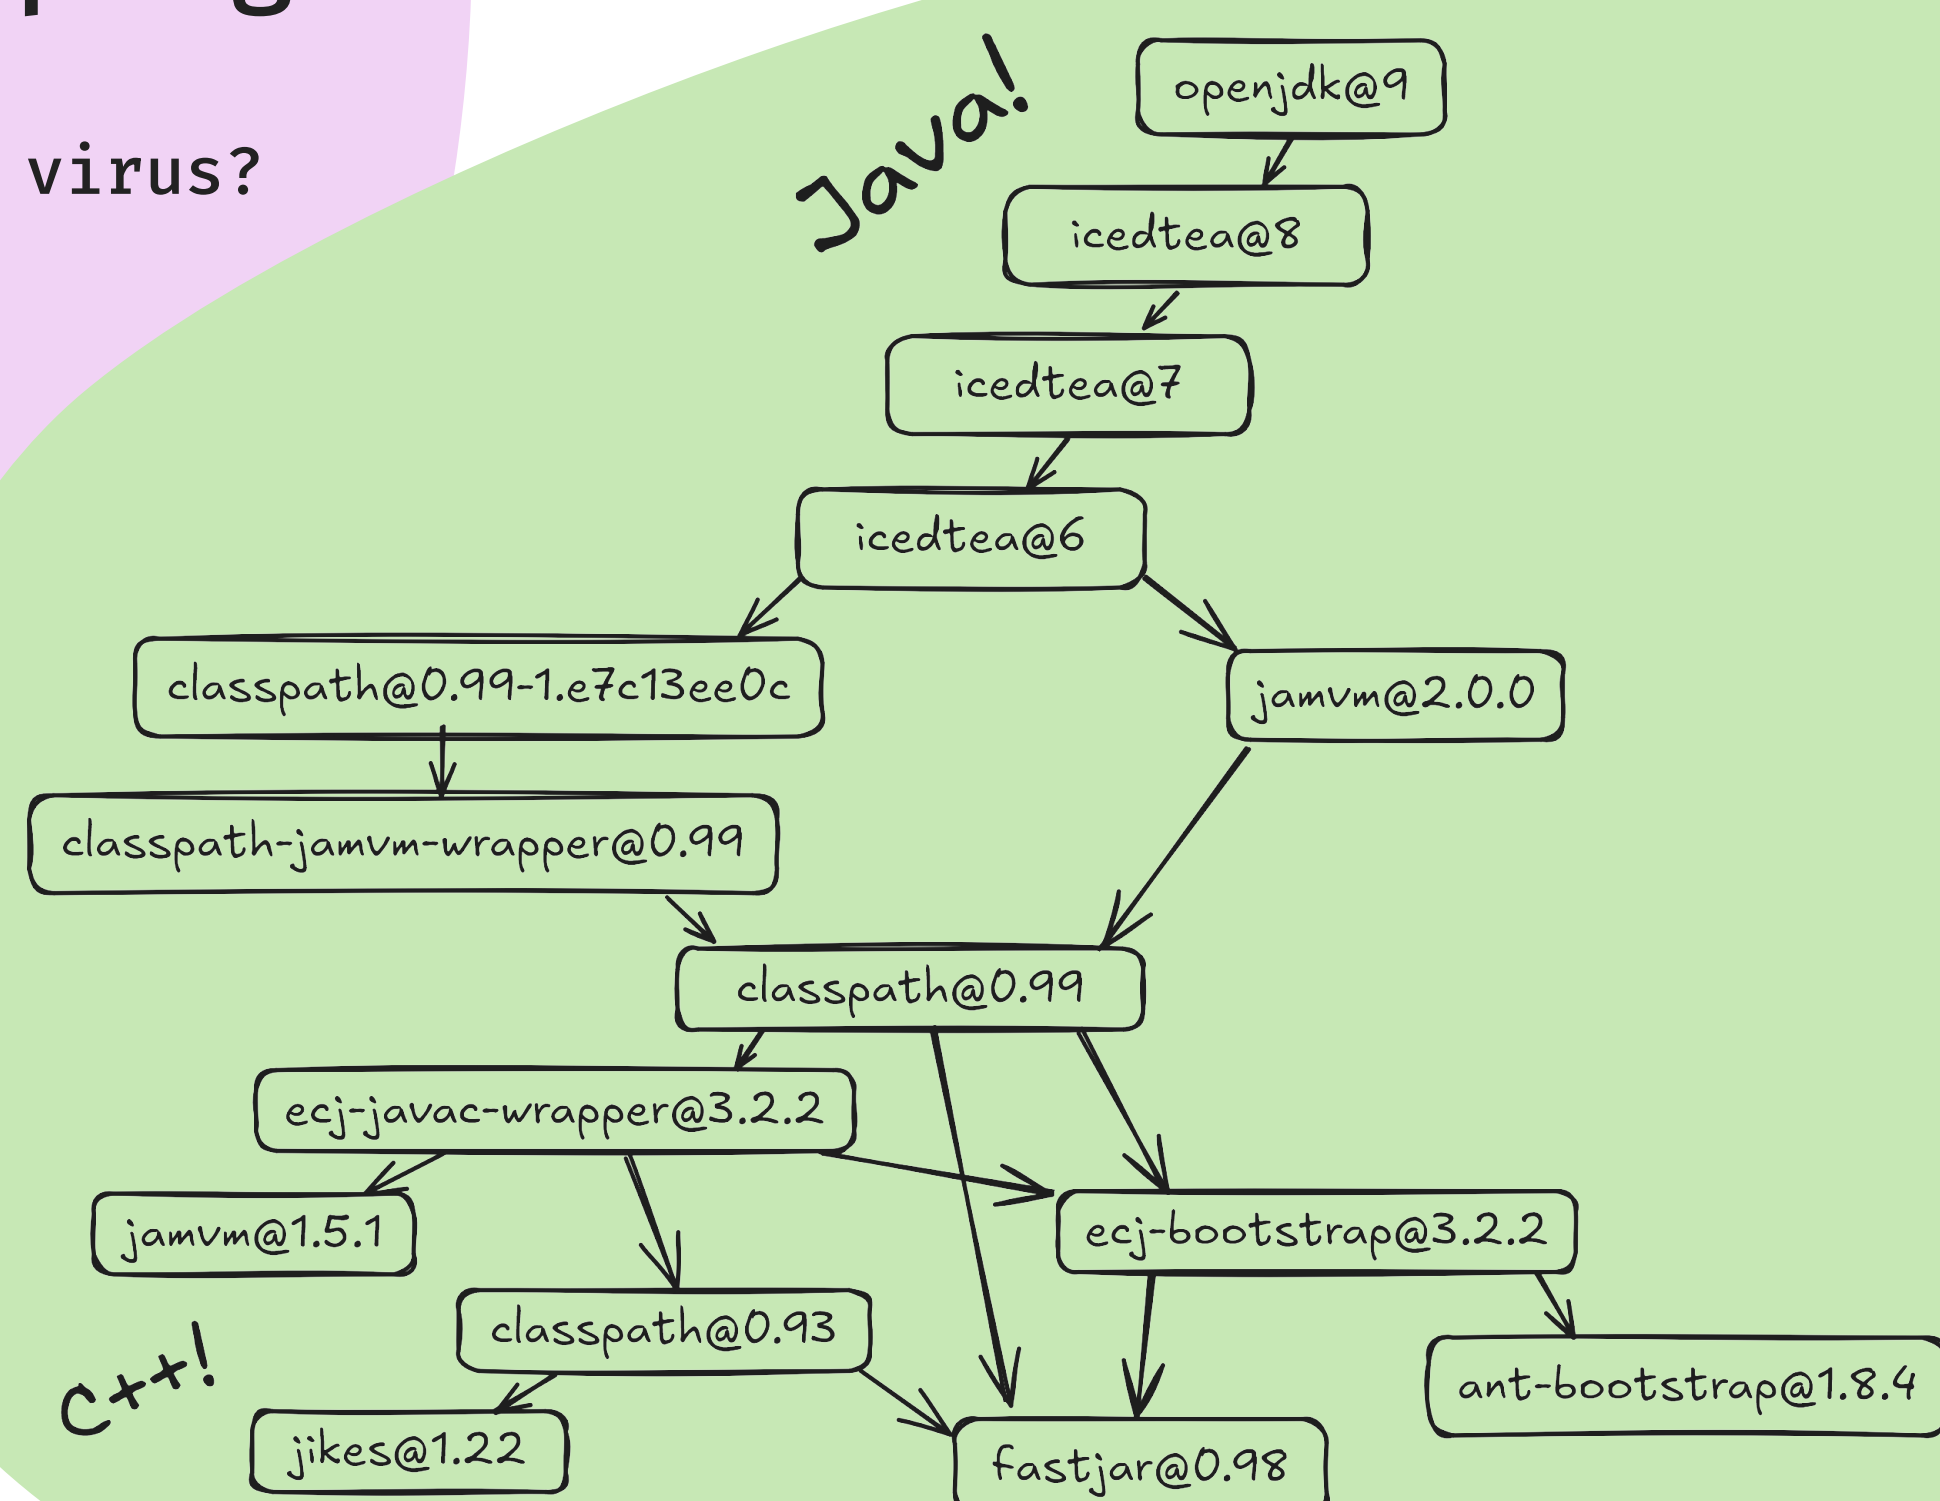 virus?
Java!
openjdk@9
icedtea@8
icedtea@7
icedtea@6
classpath@0.99-1.e7c13ee0c
jamvm@2.0.0
classpath-jamvm-wrapper@0.99
classpath@0.99
ecj-javac-wrapper@3.2.2
jamvm@1.5.1
ecj-bootstrap@3.2.2
classpath@0.93
ant-bootstrap@1.8.4
C++!
jikes@1.22
fastjar@0.98